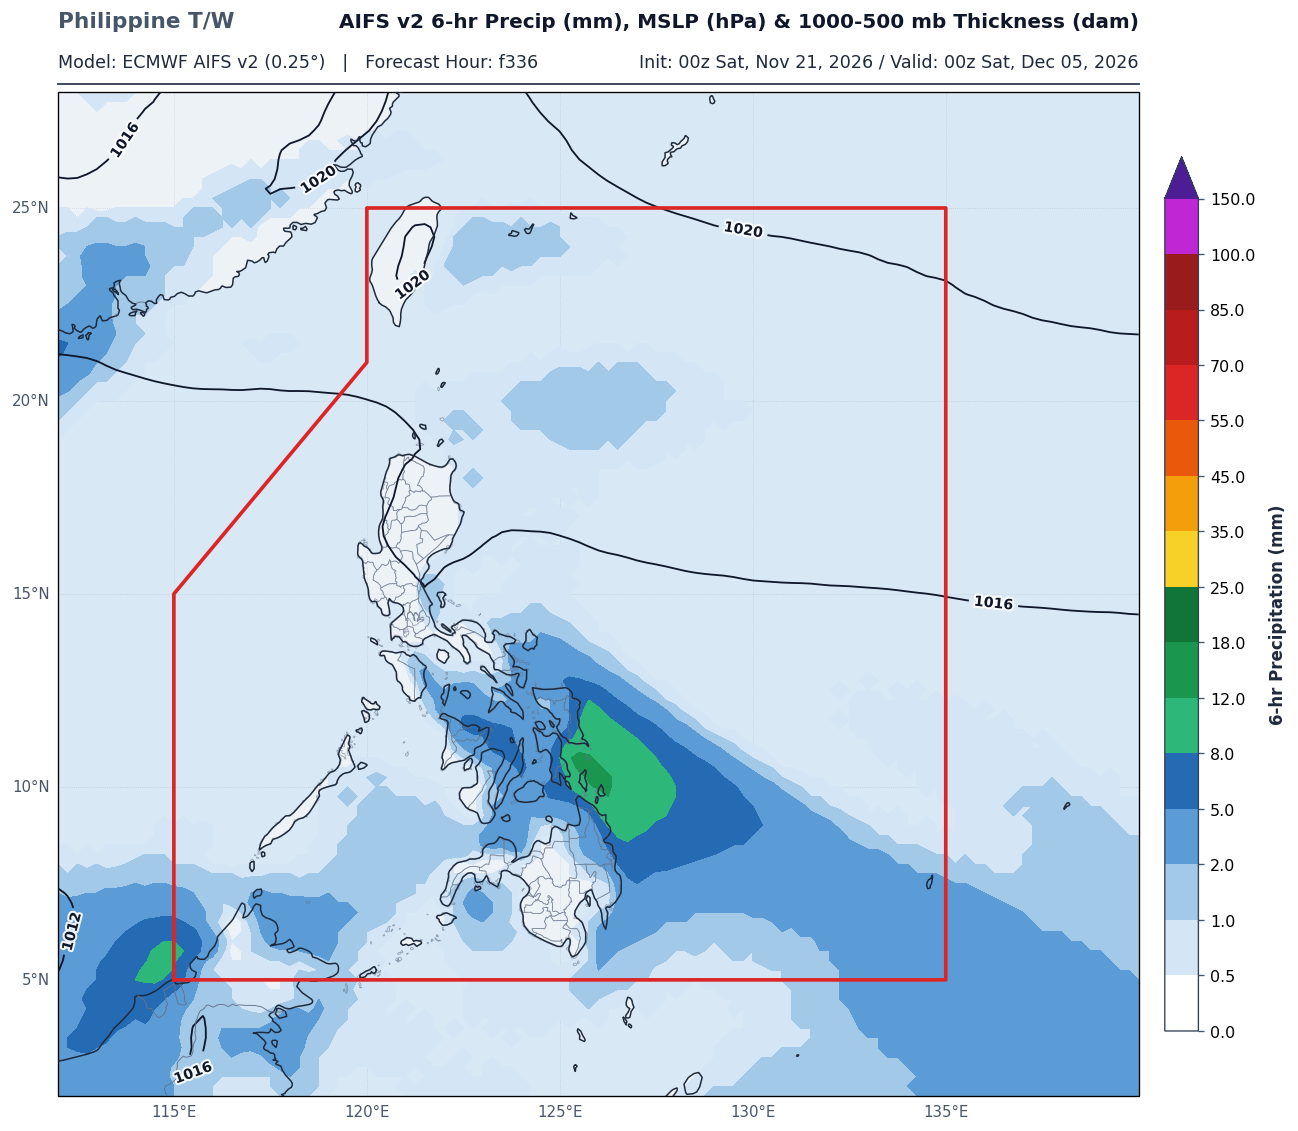 Philippine T/W
AIFS v2 6-hr Precip (mm), MSLP (hPa) & 1000-500 mb Thickness (dam)
Model: ECMWF AIFS v2 (0.25°) | Forecast Hour: f336
Init: 00z Sat, Nov 21, 2026 / Valid: 00z Sat, Dec 05, 2026
1016
1020
1020
1020
1016
1012
1016
25°N
20°N
15°N
10°N
5°N
115°E
120°E
125°E
130°E
135°E
150.0
100.0
85.0
70.0
55.0
45.0
35.0
25.0
18.0
12.0
8.0
5.0
2.0
1.0
0.5
0.0
6-hr Precipitation (mm)